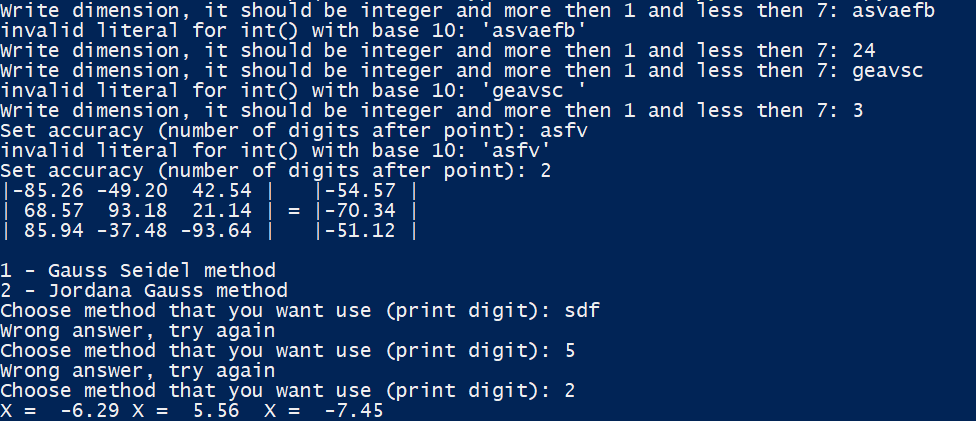 Write dimension, it should be integer and more then 1 and less then 7: asvaefb
invalid literal for int() with base 10: 'asvaefb'
Write dimension, it should be integer and more then 1 and less then 7: 24
Write dimension, it should be integer and more then 1 and less then 7: geavsc
invalid literal for int() with base 10: 'geavsc '
Write dimension, it should be integer and more then 1 and less then 7: 3
Set accuracy (number of digits after point): asfv
invalid literal for int() with base 10: 'asfv'
Set accuracy (number of digits after point): 2
|-85.26 -49.20  42.54 |   |-54.57 |
| 68.57  93.18  21.14 | = |-70.34 |
| 85.94 -37.48 -93.64 |   |-51.12 |
1 - Gauss Seidel method
2 - Jordana Gauss method
Choose method that you want use (print digit): sdf
Wrong answer, try again
Choose method that you want use (print digit): 5
Wrong answer, try again
Choose method that you want use (print digit): 2
X =  -6.29 X =  5.56  X =  -7.45